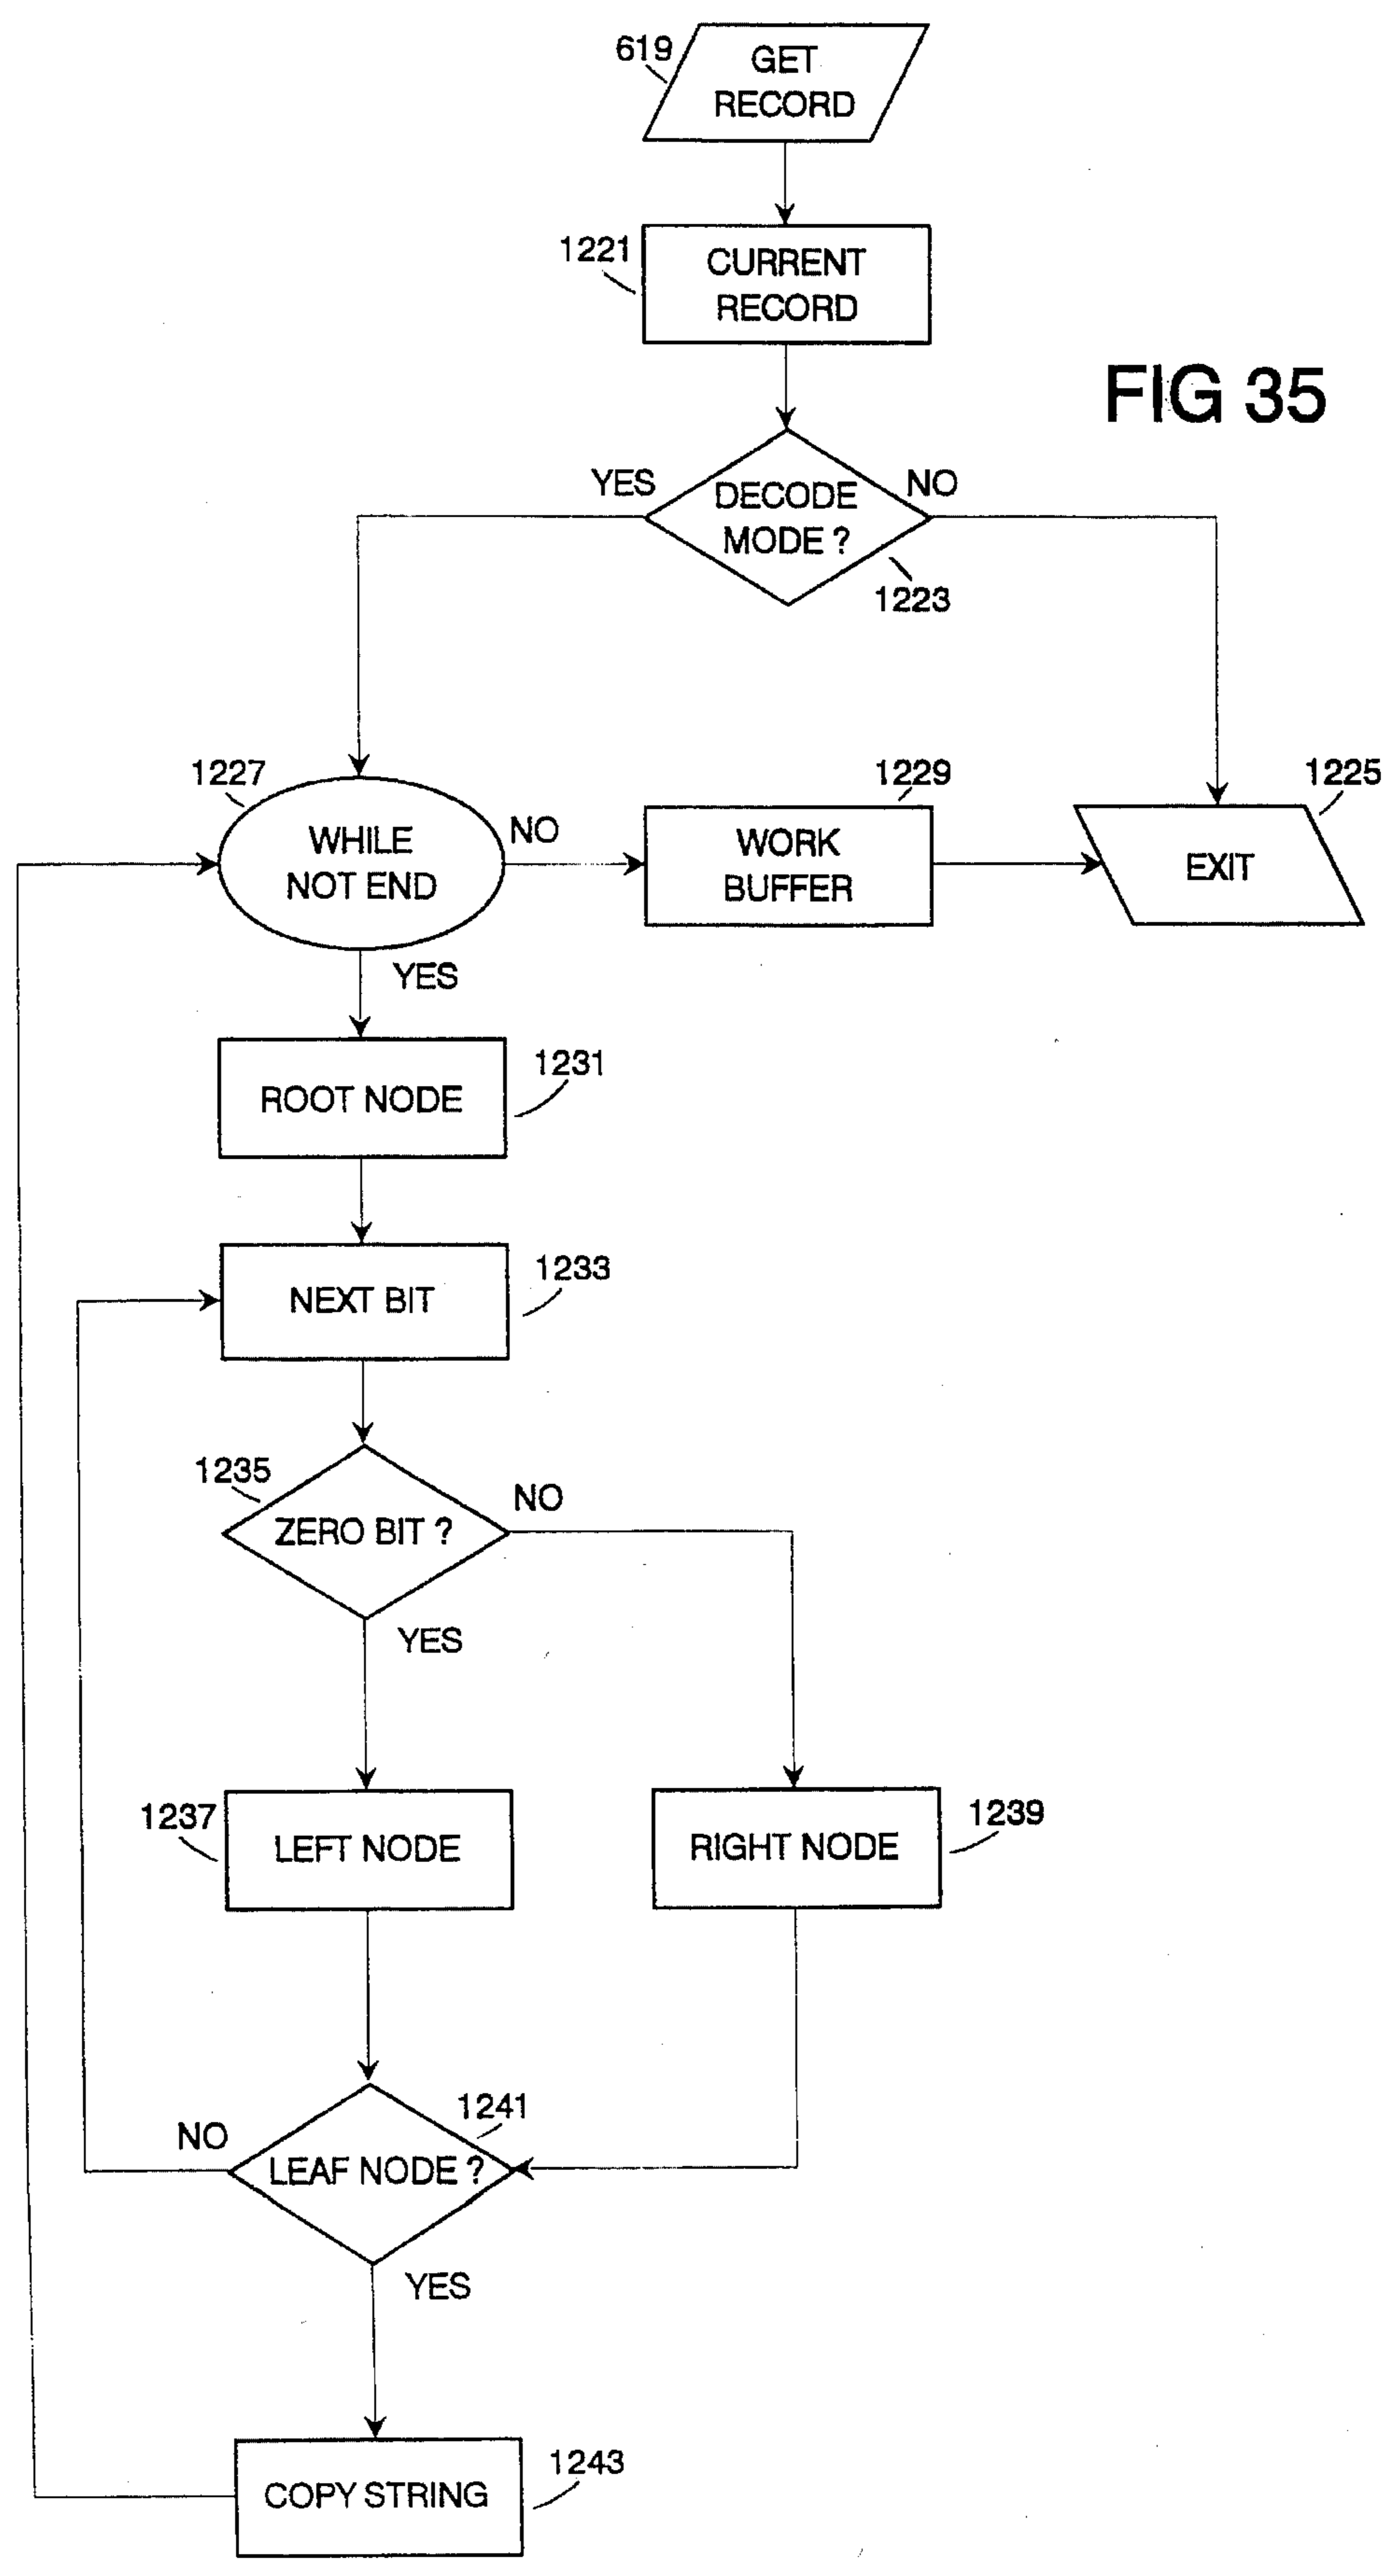 619
GET
RECORD
1221
CURRENT
RECORD
FIG 35
YES
NO
DECODE
MODE ?
1223
1227
1229
1225
WHILE
NOT END
NO
WORK
BUFFER
EXIT
YES
1231
ROOT NODE
1233
NEXT BIT
1235
NO
ZERO BIT ?
YES
1237
1239
LEFT NODE
RIGHT NODE
1241
NO
LEAF NODE ?
YES
1243
COPY STRING